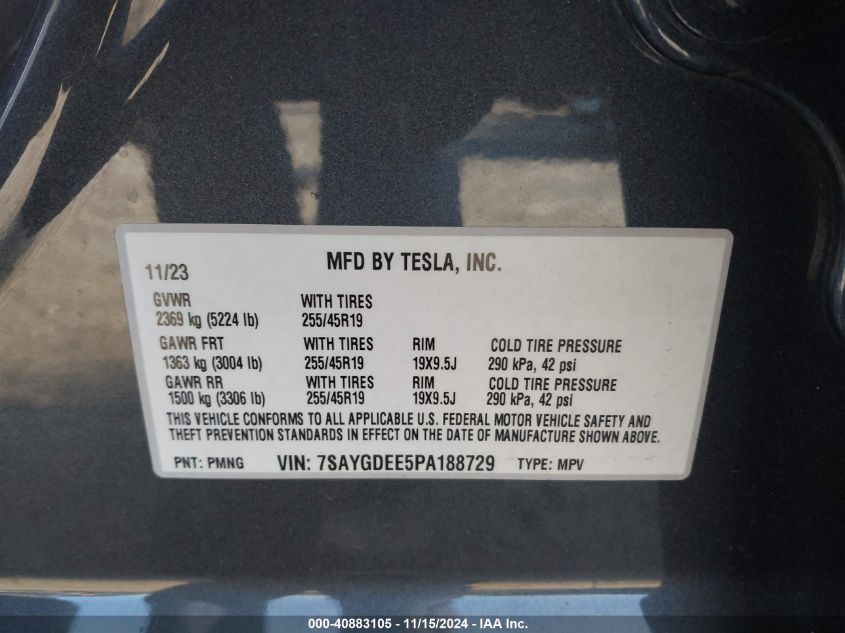 MFD BY TESLA, INC.
11/23
GVWR WITH TIRES
2369 kg (5224 lb) 255/45R19
GAWR FRT WITH TIRES RIM COLD TIRE PRESSURE
1363 kg (3004 lb) 255/45R19 19X9.5J 290 kPa, 42 psi
GAWR RR WITH TIRES RIM COLD TIRE PRESSURE
1500 kg (3306 lb) 255/45R19 19X9.5J 290 kPa, 42 psi
THIS VEHICLE CONFORMS TO ALL APPLICABLE U.S. FEDERAL MOTOR VEHICLE SAFETY AND
THEFT PREVENTION STANDARDS IN EFFECT ON THE DATE OF MANUFACTURE SHOWN ABOVE.
PNT: PMNG VIN: 7SAYGDEE5PA188729 TYPE: MPV
000-40883105 - 11/15/2024 - IAA Inc.